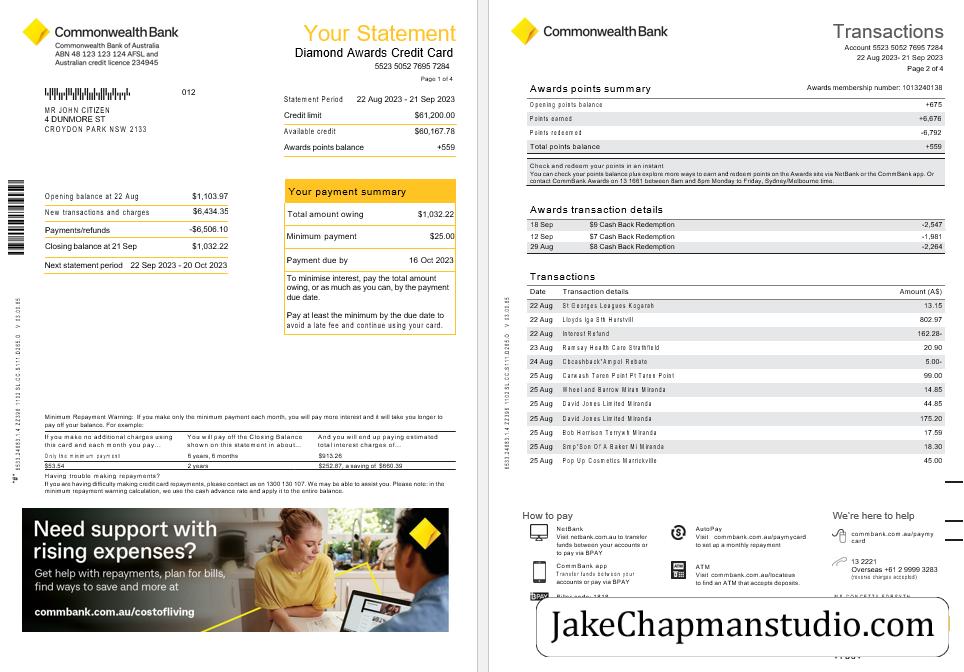 CommonwealthBank
Commonwealth Bank of Australia
ABN 48 123 123 124 AFSL and
Australian credit licence 234945
Your Statement
Diamond Awards Credit Card
5523 5052 7695 7284
Page 1 of 4
012
MR JOHN CITIZEN
4 DUNMORE ST
CROYDON PARK NSW 2133
Statement Period 22 Aug 2023 - 21 Sep 2023
Credit limit $61,200.00
Available credit $60,167.78
Awards points balance +559
Opening balance at 22 Aug $1,103.97
New transactions and charges $6,434.35
Payments/refunds -$6,506.10
Closing balance at 21 Sep $1,032.22
Next statement period 22 Sep 2023 - 20 Oct 2023
Your payment summary
Total amount owing $1,032.22
Minimum payment $25.00
Payment due by 16 Oct 2023
To minimise interest, pay the total amount
owing, or as much as you can, by the payment
due date.
Pay at least the minimum by the due date to
avoid a late fee and continue using your card.
Minimum Repayment Warning: If you make only the minimum payment each month, you will pay more interest and it will take you longer to
pay off your balance. For example:
If you make no additional charges using
this card and each month you pay...
You will pay off the Closing Balance
shown on this statement in about...
And you will end up paying estimated
total interest charges of...
Only the minimum payment 6 years, 6 months $913.26
$53.54 2 years $252.87, a saving of $660.39
Having trouble making repayments?
If you are having difficulty making credit card repayments, please contact us on 1300 130 107. We may be able to assist you. Please note: in the
minimum repayment warning calculation, we use the cash advance rate and apply it to the entire balance.
Need support with
rising expenses?
Get help with repayments, plan for bills,
find ways to save and more at
commbank.com.au/costofliving
CommonwealthBank
Transactions
Account 5523 5052 7695 7284
22 Aug 2023- 21 Sep 2023
Page 2 of 4
Awards points summary Awards membership number: 1013240138
Opening points balance +675
Points earned +6,676
Points redeemed -6,792
Total points balance +559
Check and redeem your points in an instant
You can check your points balance plus explore more ways to earn and redeem points on the Awards site via NetBank or the CommBank app. Or
contact CommBank Awards on 13 1661 between 8am and 8pm Monday to Friday, Sydney/Melbourne time.
Awards transaction details
18 Sep $9 Cash Back Redemption -2,547
12 Sep $7 Cash Back Redemption -1,981
29 Aug $8 Cash Back Redemption -2,264
Transactions
Date Transaction details Amount (A$)
22 Aug St Georges Leagues Kogarah 13.15
22 Aug Lloyds Iga Sth Hurstvill 802.97
22 Aug Interest Refund 162.28-
23 Aug Ramsay Health Care Strathfield 20.90
24 Aug Cbcashback*Ampol Rebate 5.00-
25 Aug Carwash Taren Point Pt Taren Point 99.00
25 Aug Wheel and Barrow Miran Miranda 14.85
25 Aug David Jones Limited Miranda 44.85
25 Aug David Jones Limited Miranda 175.20
25 Aug Bob Harrison Terrywh Miranda 17.59
25 Aug Smp*Son Of A Baker Mi Miranda 18.30
25 Aug Pop Up Cosmetics Marrickville 45.00
How to pay
NetBank
Visit netbank.com.au to transfer
funds between your accounts or
to pay via BPAY
CommBank app
Transfer funds between your
accounts or pay via BPAY
AutoPay
Visit commbank.com.au/paymycard
to set up a monthly repayment
ATM
Visit commbank.com.au/locateus
to find an ATM that accepts deposits.
We're here to help
commbank.com.au/paymy
card
13 2221
Overseas +61 2 9999 3283
(reverse charges accepted)
JakeChapmanstudio.com